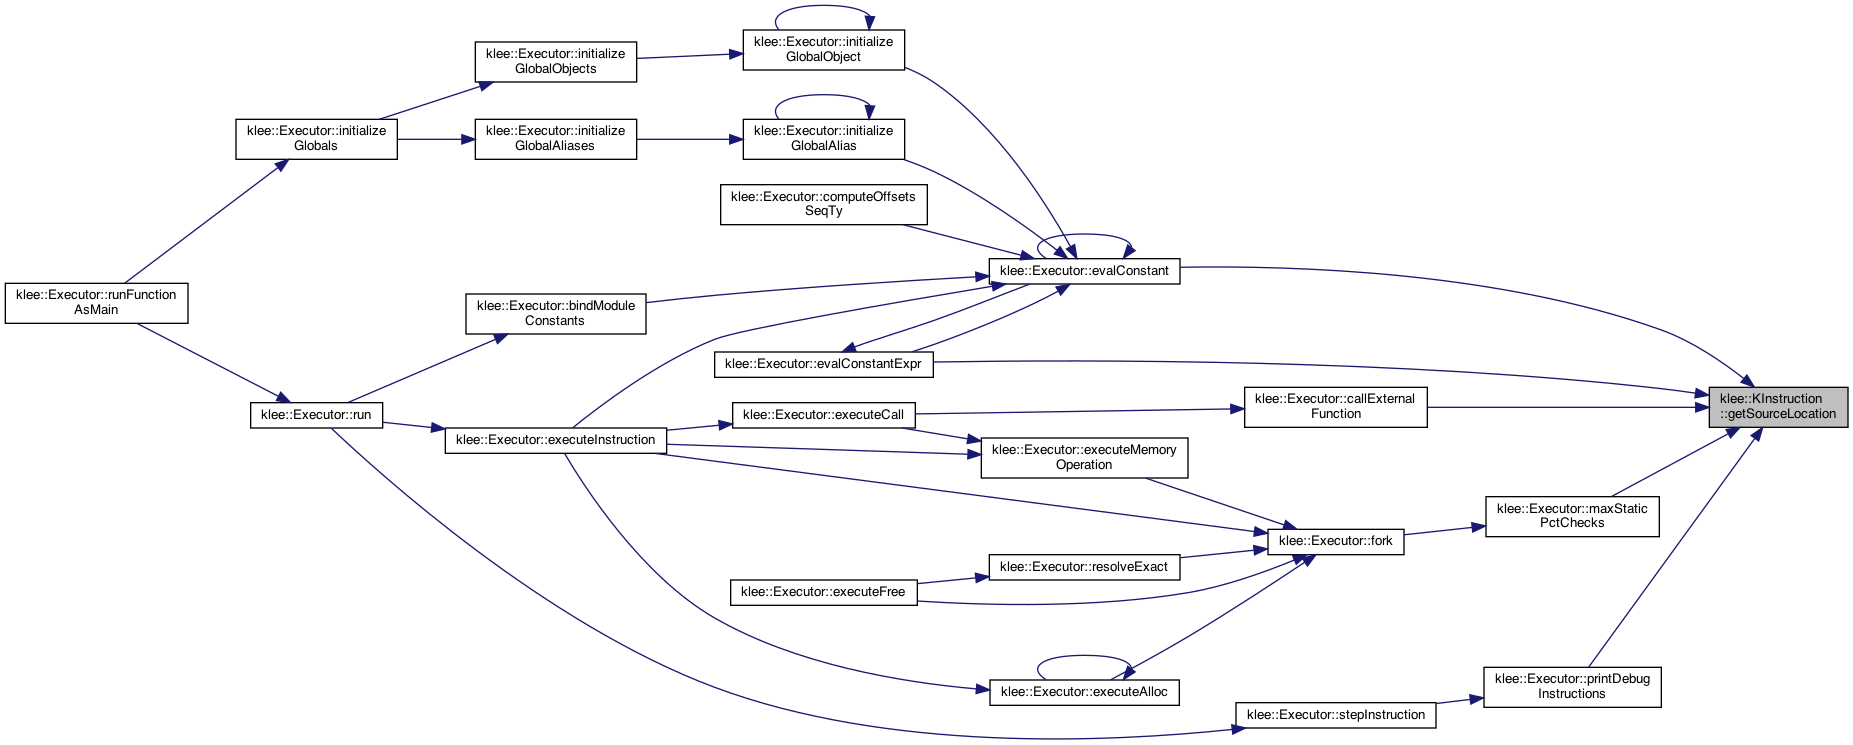 klee::Executor::initialize
GlobalObject
klee::Executor::initialize
GlobalObjects
klee::Executor::initialize
Globals
klee::Executor::initialize
GlobalAliases
klee::Executor::initialize
GlobalAlias
klee::Executor::computeOffsets
SeqTy
klee::Executor::evalConstant
klee::Executor::runFunction
AsMain
klee::Executor::bindModule
Constants
klee::Executor::evalConstantExpr
klee::Executor::run
klee::Executor::executeCall
klee::Executor::callExternal
Function
klee::KInstruction
::getSourceLocation
klee::Executor::executeInstruction
klee::Executor::executeMemory
Operation
klee::Executor::maxStatic
PctChecks
klee::Executor::fork
klee::Executor::resolveExact
klee::Executor::executeFree
klee::Executor::executeAlloc
klee::Executor::printDebug
Instructions
klee::Executor::stepInstruction